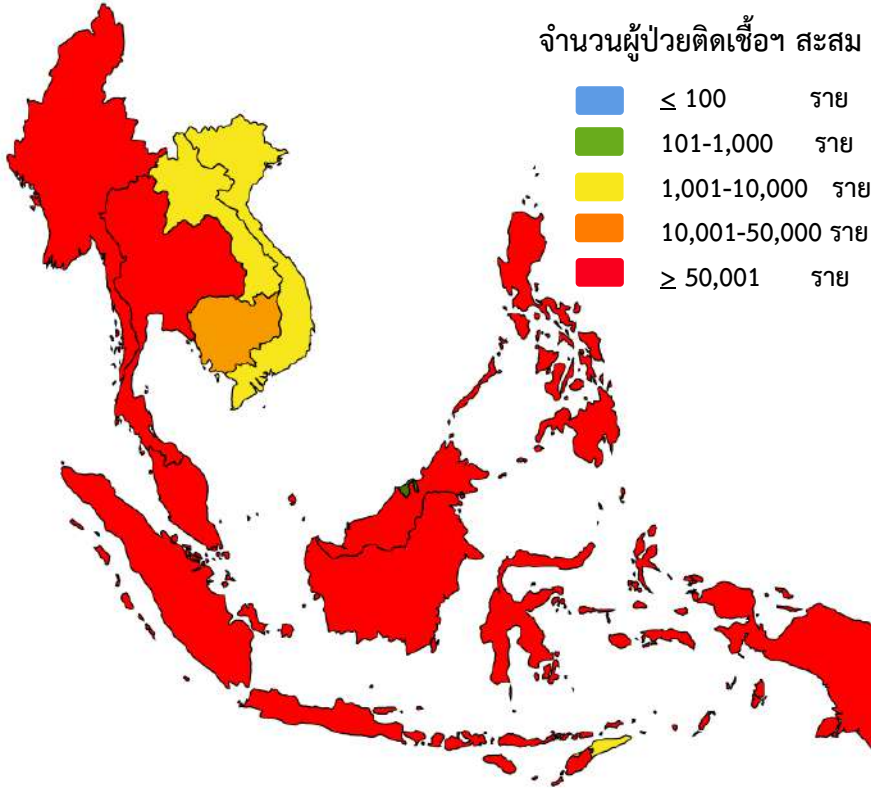 จำนวนผู้ป่วยติดเชื้อฯ สะสม
≤ 100 ราย
101-1,000 ราย
1,001-10,000 ราย
10,001-50,000 ราย
≥ 50,001 ราย